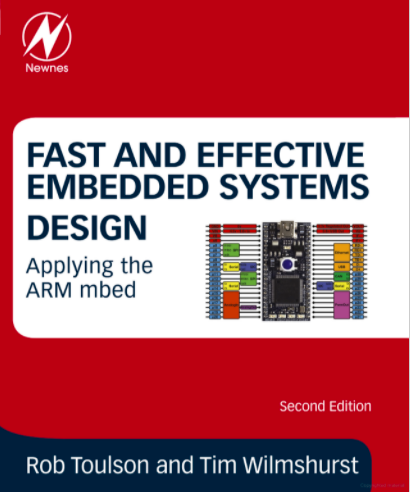 Newnes
FAST AND EFFECTIVE
EMBEDDED SYSTEMS
DESIGN
Applying the
ARM mbed
Second Edition
Rob Toulson and Tim Wilmshurst